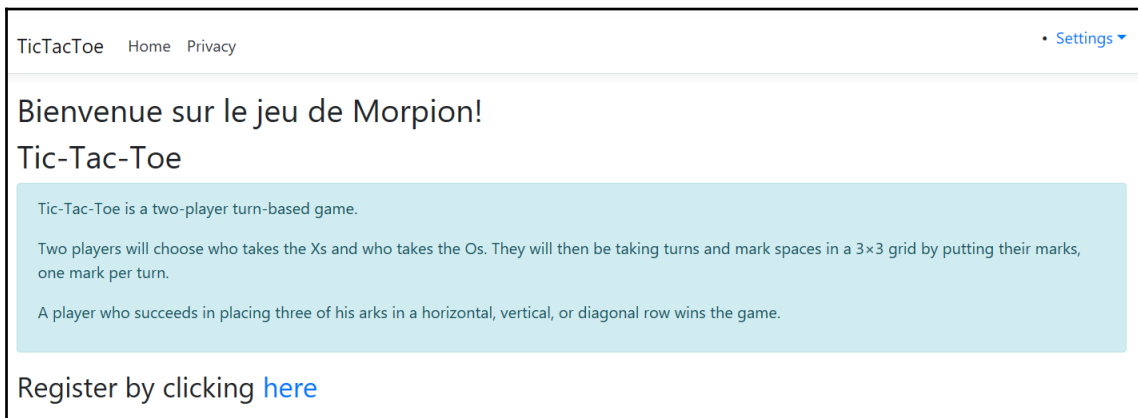 TicTacToe Home Privacy
• Settings
Bienvenue sur le jeu de Morpion!
Tic-Tac-Toe
Tic-Tac-Toe is a two-player turn-based game.
Two players will choose who takes the Xs and who takes the Os. They will then be taking turns and mark spaces in a 3×3 grid by putting their marks,
one mark per turn.
A player who succeeds in placing three of his arks in a horizontal, vertical, or diagonal row wins the game.
Register by clicking here